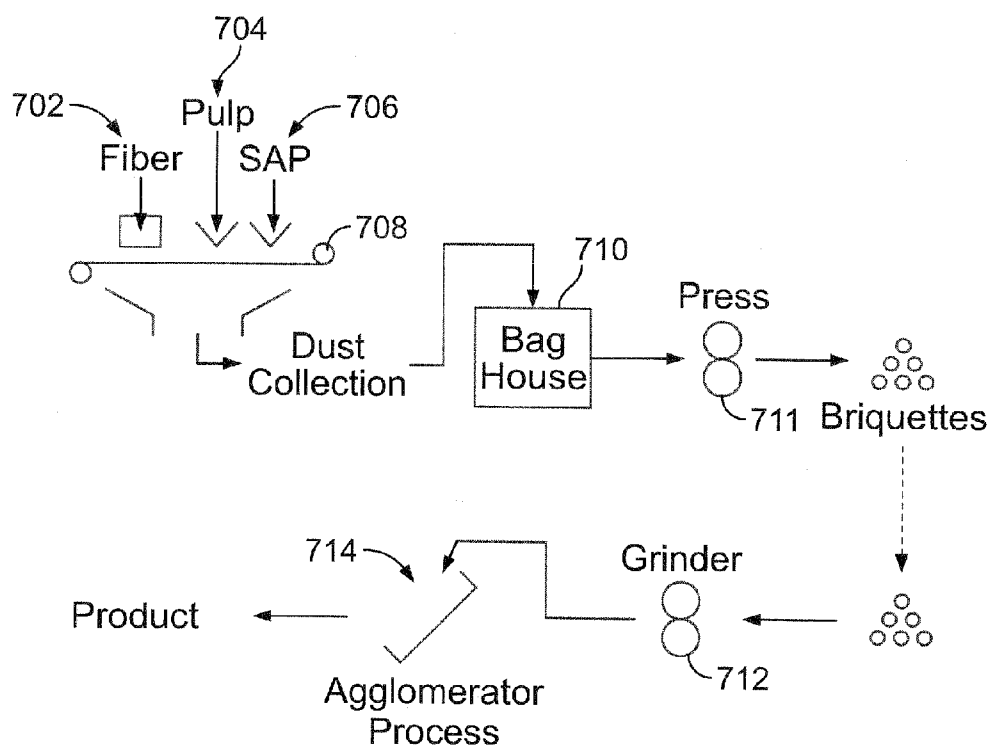 704
702
Pulp
706
Fiber
SAP
708
710
Press
Bag
House
Dust
Collection
711
Briquettes
714
Grinder
Product
712
Agglomerator
Process